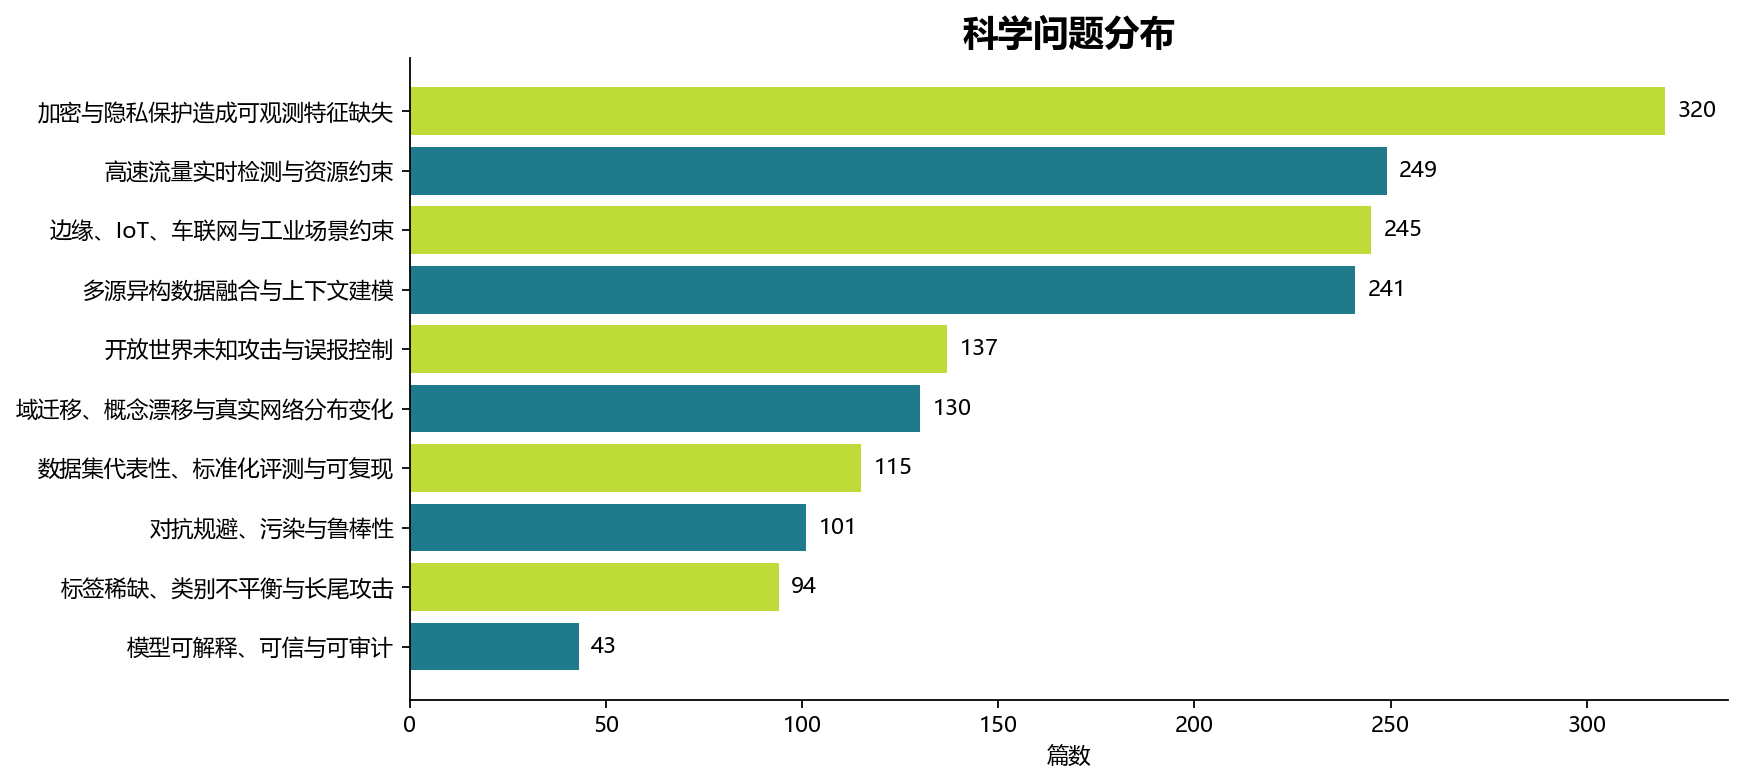 科学问题分布
加密与隐私保护造成可观测特征缺失 320
高速流量实时检测与资源约束 249
边缘、IoT、车联网与工业场景约束 245
多源异构数据融合与上下文建模 241
开放世界未知攻击与误报控制 137
域迁移、概念漂移与真实网络分布变化 130
数据集代表性、标准化评测与可复现 115
对抗规避、污染与鲁棒性 101
标签稀缺、类别不平衡与长尾攻击 94
模型可解释、可信与可审计 43
0 50 100 150 200 250 300
篇数